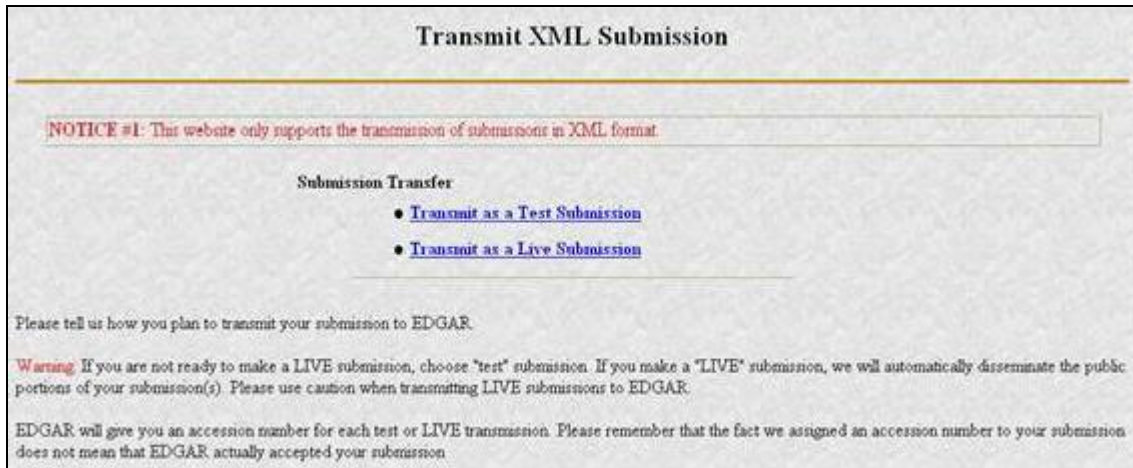 Transmit XML Submission
NOTICE #1: This website only supports the transmission of submissions in XML format.
Submission Transfer
● Transmit as a Test Submission
● Transmit as a Live Submission
Please tell us how you plan to transmit your submission to EDGAR.
Warning: If you are not ready to make a LIVE submission, choose "test" submission. If you make a "LIVE" submission, we will automatically disseminate the public
portions of your submission(s). Please use caution when transmitting LIVE submissions to EDGAR.
EDGAR will give you an accession number for each test or LIVE transmission. Please remember that the fact we assigned an accession number to your submission
does not mean that EDGAR actually accepted your submission